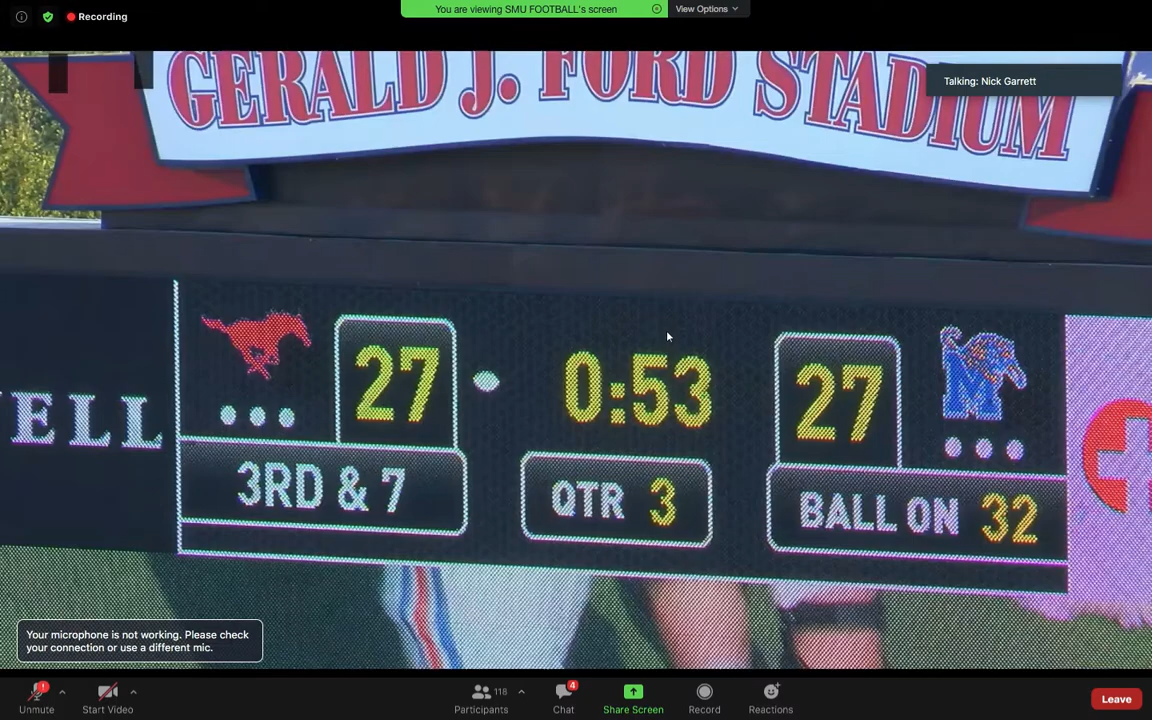 Recording
You are viewing SMU FOOTBALL's screen
View Options
GERALD J. FORD STADIUM
Talking: Nick Garrett
27
0:53
27
M
ELL
3RD & 7
QTR 3
BALL ON 32
Your microphone is not working. Please check
your connection or use a different mic.
Unmute
Start Video
118
Participants
4
Chat
Share Screen
Record
Reactions
Leave